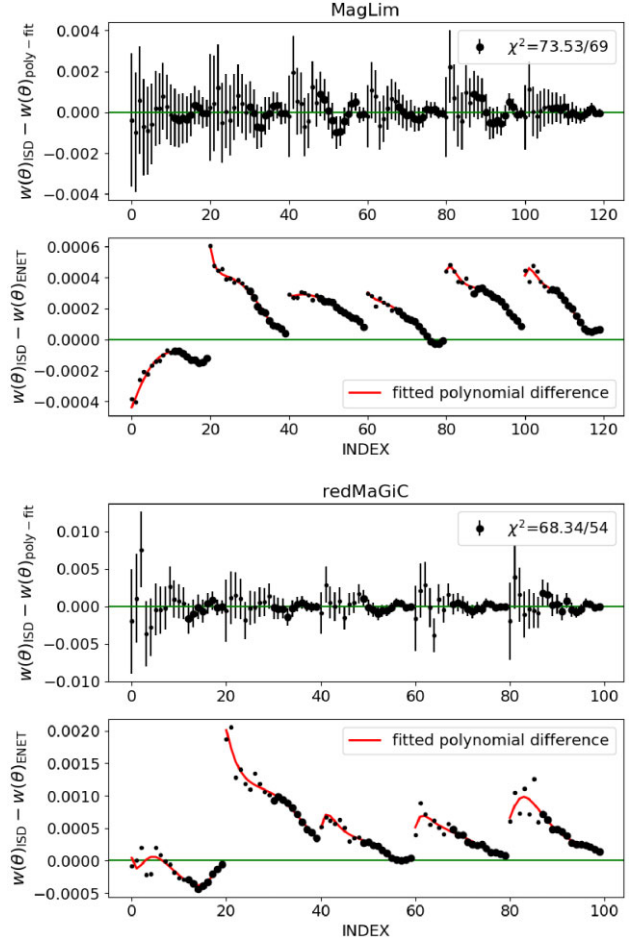 MagLim
w(θ)ISD − w(θ)poly−fit
0.004
0.002
0.000
−0.002
−0.004
χ²=73.53/69
0 20 40 60 80 100 120
w(θ)ISD − w(θ)ENET
0.0006
0.0004
0.0002
0.0000
−0.0002
−0.0004
fitted polynomial difference
0 20 40 60 80 100 120
INDEX
redMaGiC
w(θ)ISD − w(θ)poly−fit
0.010
0.005
0.000
−0.005
−0.010
χ²=68.34/54
0 20 40 60 80 100
w(θ)ISD − w(θ)ENET
0.0020
0.0015
0.0010
0.0005
0.0000
−0.0005
fitted polynomial difference
0 20 40 60 80 100
INDEX